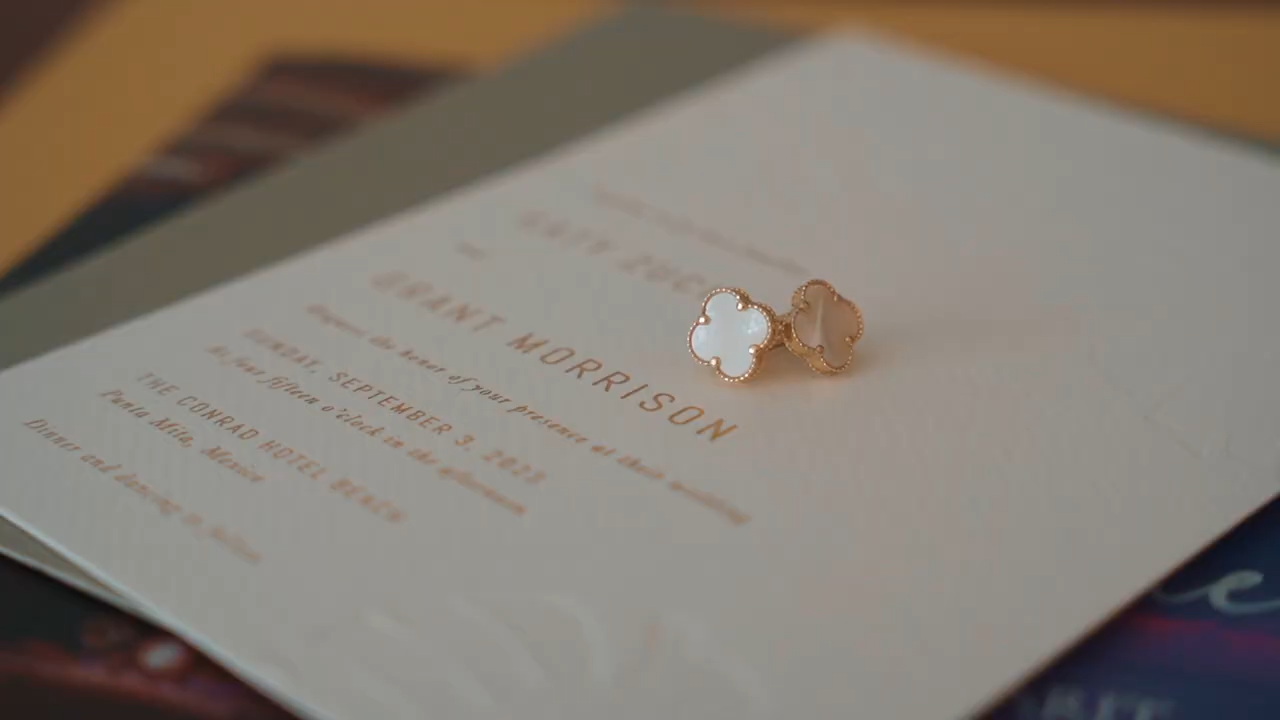 and
GRANT MORRISON
Request the honor of your presence at their wedding
SUNDAY, SEPTEMBER 3, 2023
At four fifteen o'clock in the afternoon
THE CONRAD HOTEL BEACH
Punta Mita, Mexico
Dinner and dancing to follow